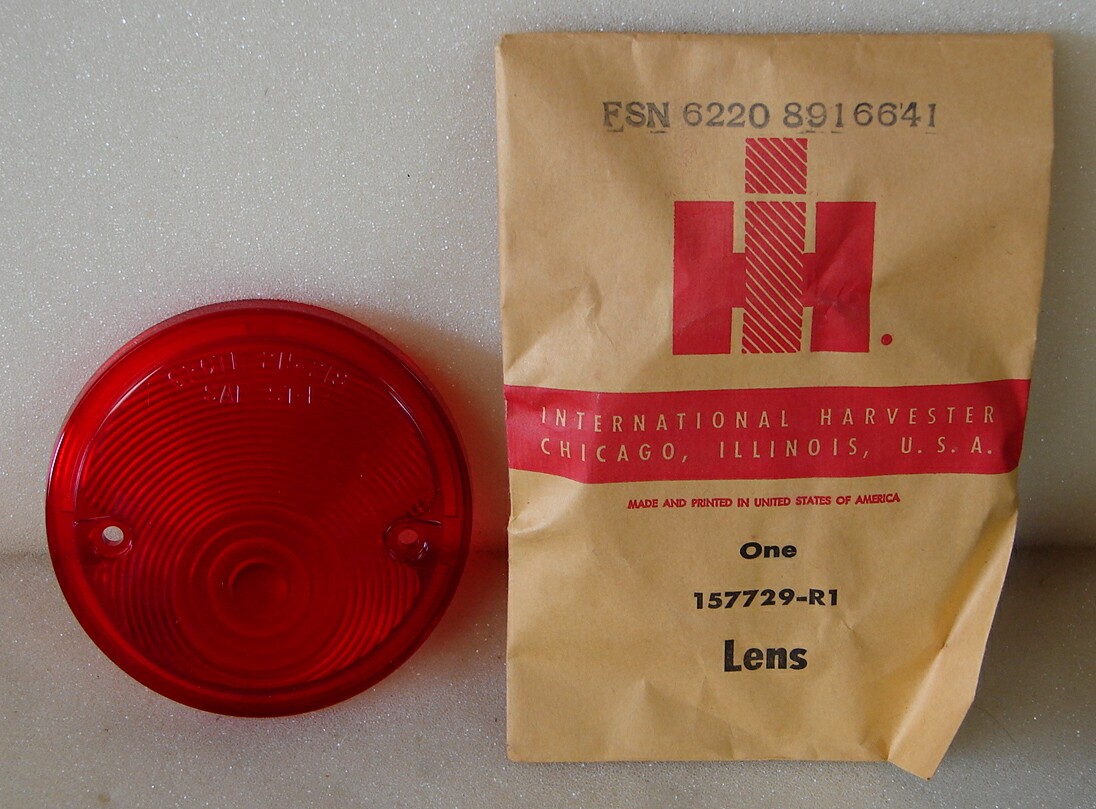 FSN 6220 8916641
IH.
INTERNATIONAL HARVESTER
CHICAGO, ILLINOIS, U.S.A.
MADE AND PRINTED IN UNITED STATES OF AMERICA
One
157729-R1
Lens